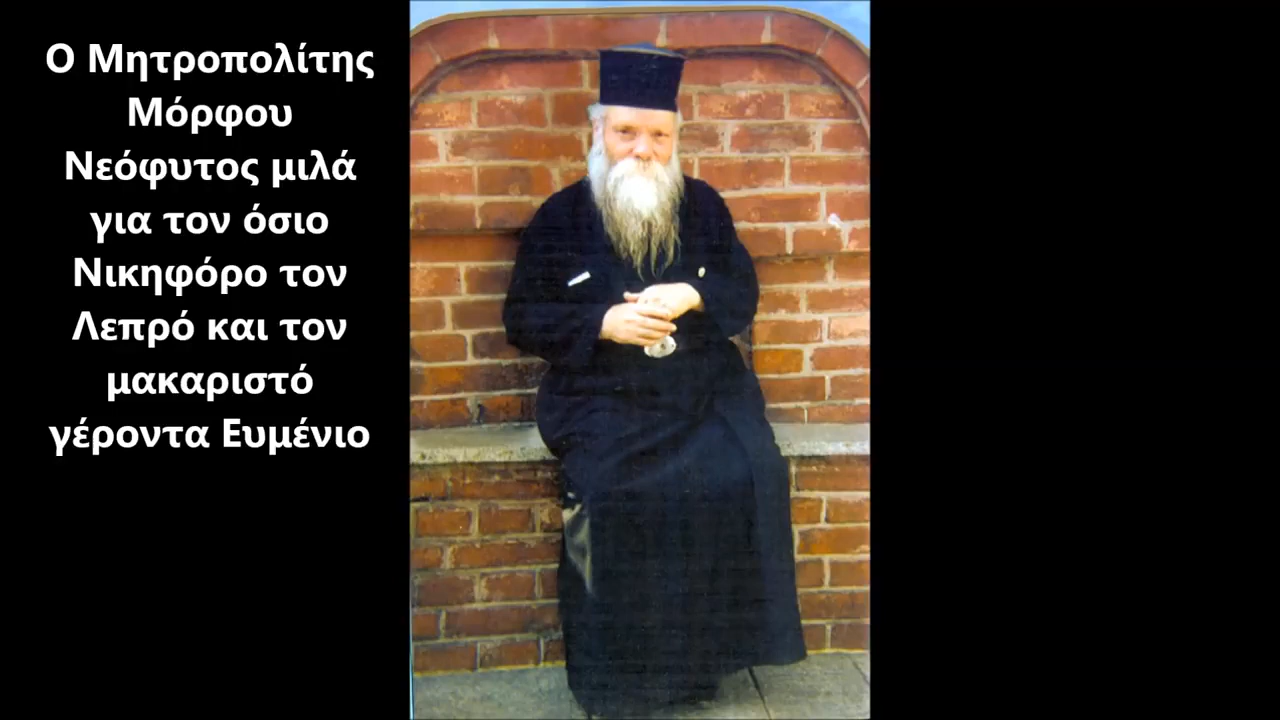 Ο Μητροπολίτης
Μόρφου
Νεόφυτος μιλά
για τον όσιο
Νικηφόρο τον
Λεπρό και τον
μακαριστό
γέροντα Ευμένιο